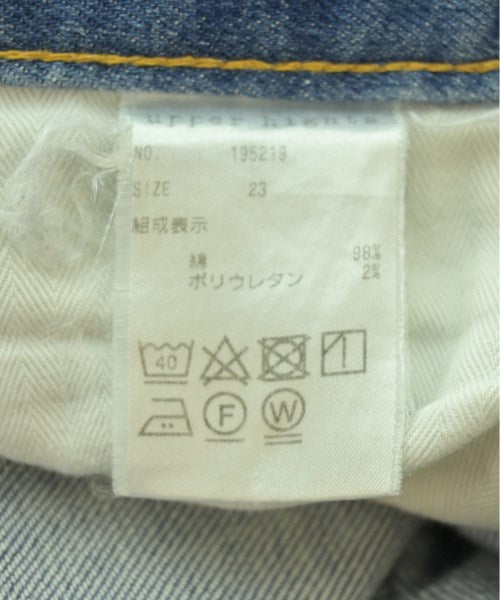 upper hights
NO. 195219
SIZE 23
組成表示
綿 98%
ポリウレタン 2%
40
F W